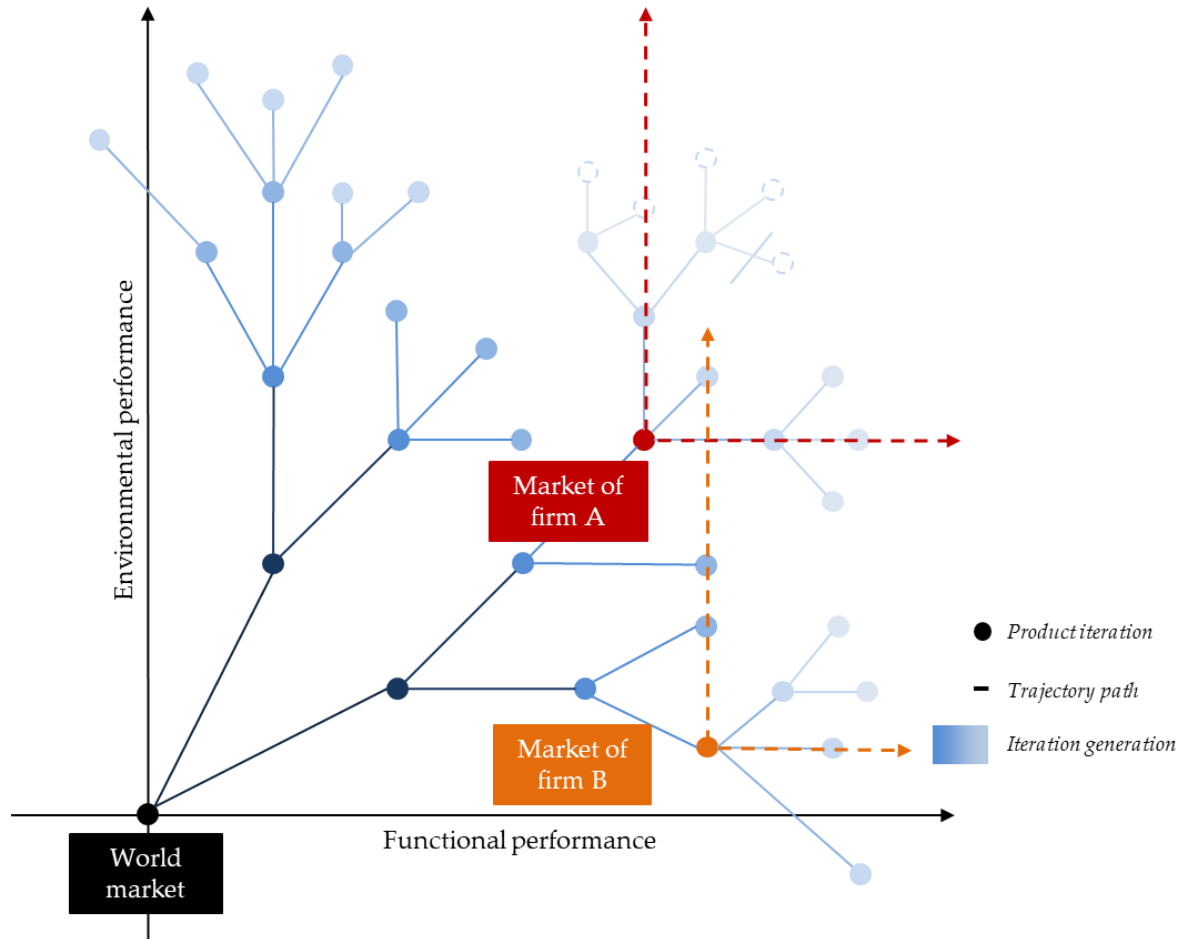 Environmental performance
Market of
firm A
Product iteration
Trajectory path
Market of
firm B
Iteration generation
Functional performance
World
market